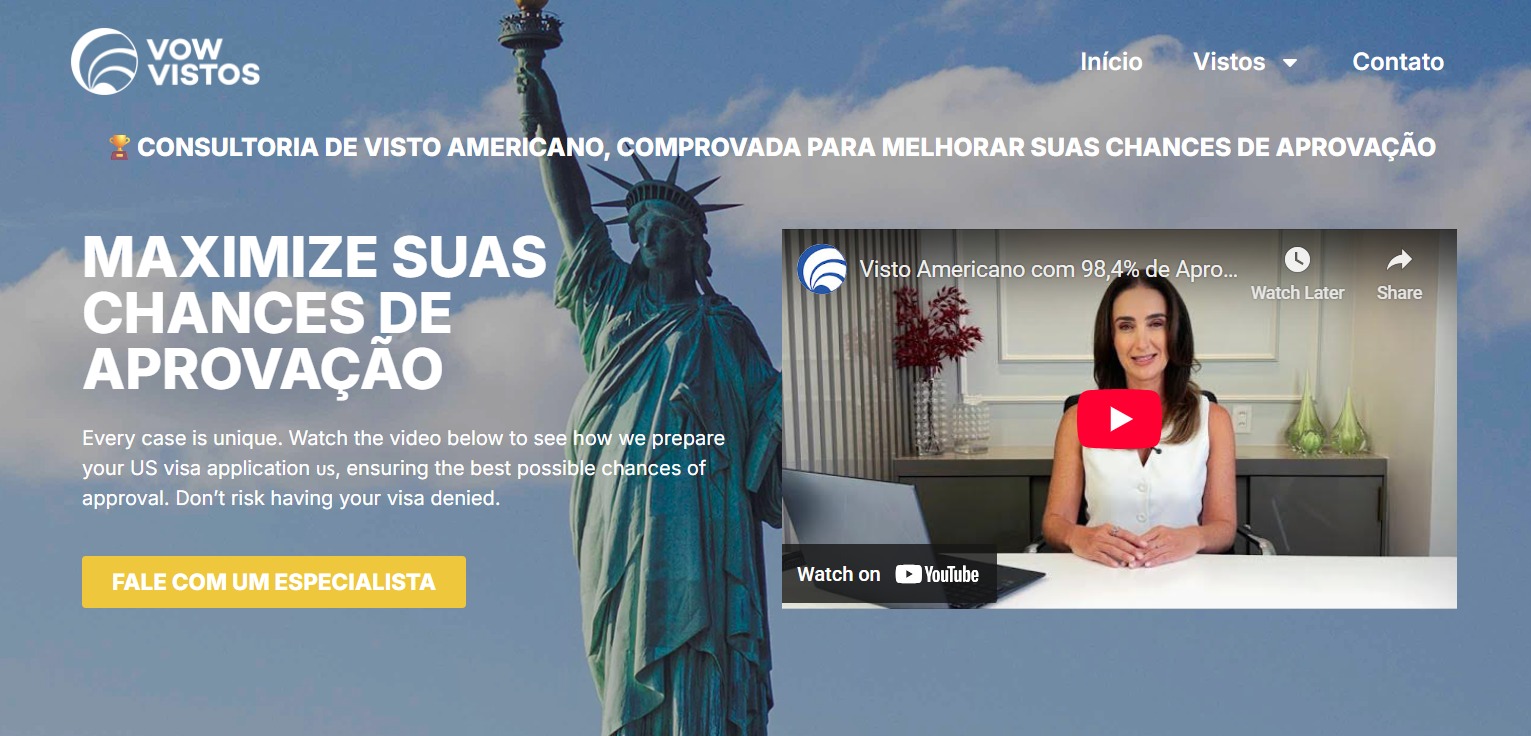 VOW
VISTOS
Início
Vistos
Contato
🏆 CONSULTORIA DE VISTO AMERICANO, COMPROVADA PARA MELHORAR SUAS CHANCES DE APROVAÇÃO
MAXIMIZE SUAS
CHANCES DE
APROVAÇÃO
Every case is unique. Watch the video below to see how we prepare
your US visa application us, ensuring the best possible chances of
approval. Don’t risk having your visa denied.
FALE COM UM ESPECIALISTA
Visto Americano com 98,4% de Apro...
Watch Later
Share
Watch on YouTube